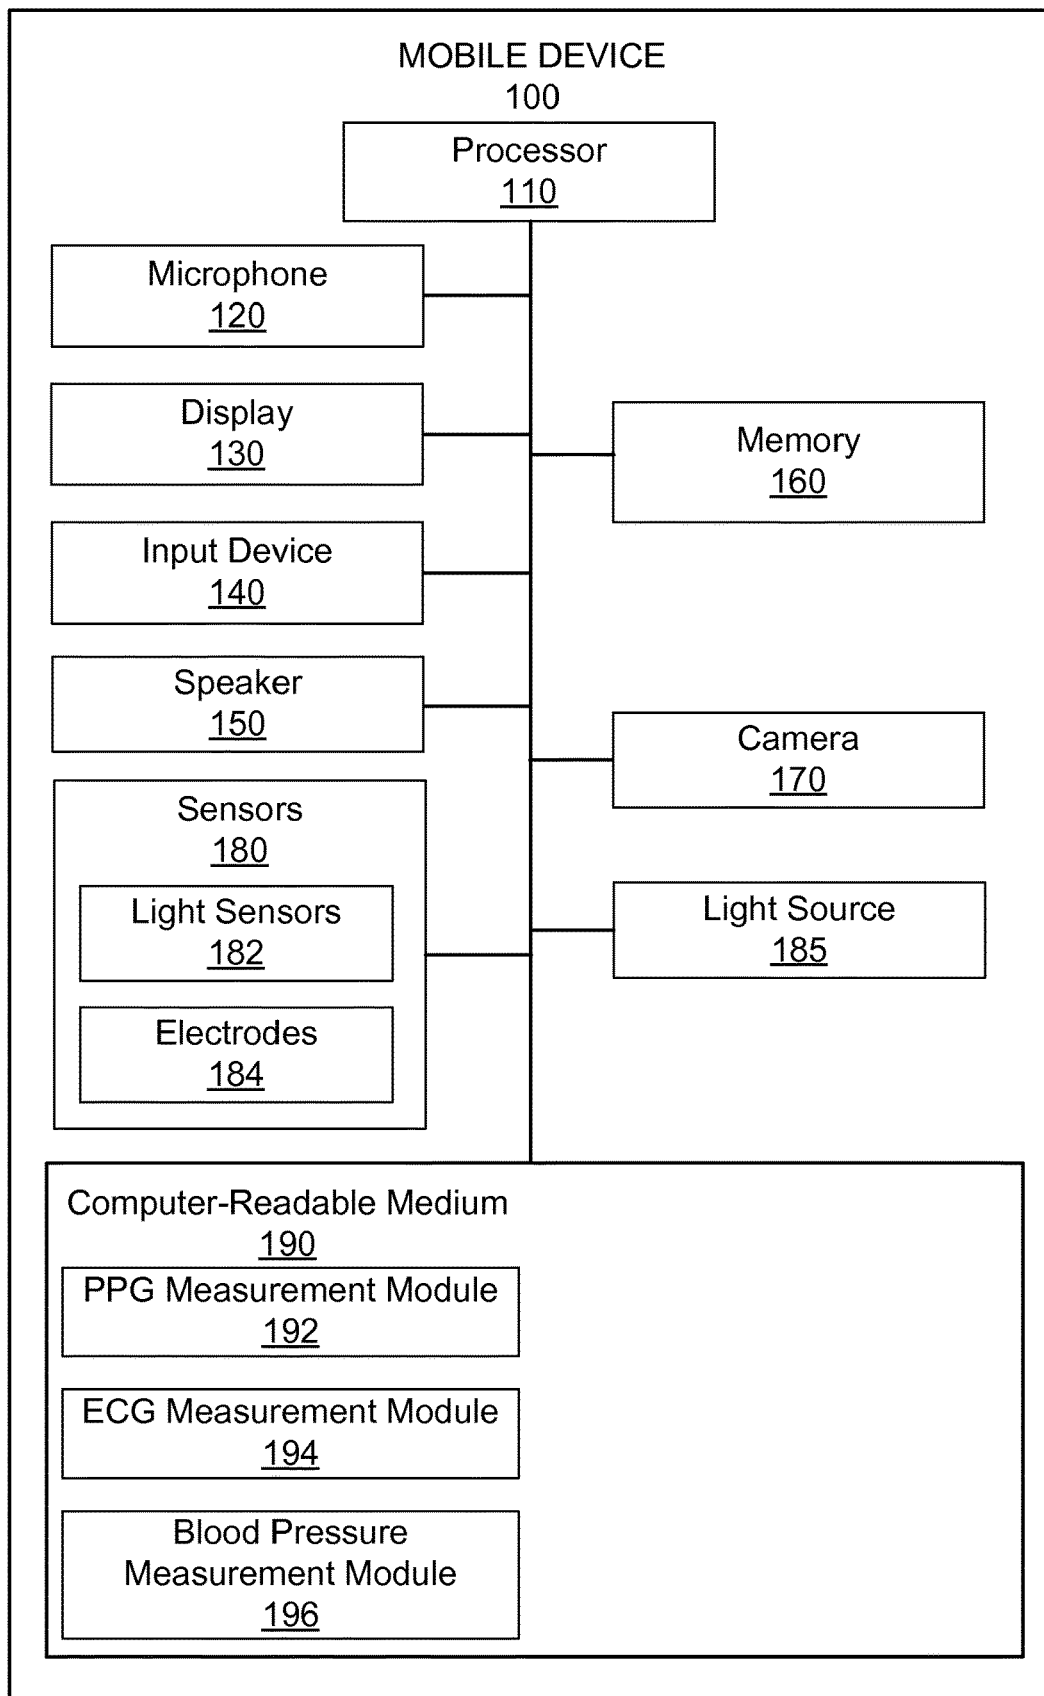 MOBILE DEVICE
100
Processor
110
Microphone
120
Display
130
Memory
160
Input Device
140
Speaker
150
Camera
170
Sensors
180
Light Sensors
182
Electrodes
184
Light Source
185
Computer-Readable Medium
190
PPG Measurement Module
192
ECG Measurement Module
194
Blood Pressure
Measurement Module
196